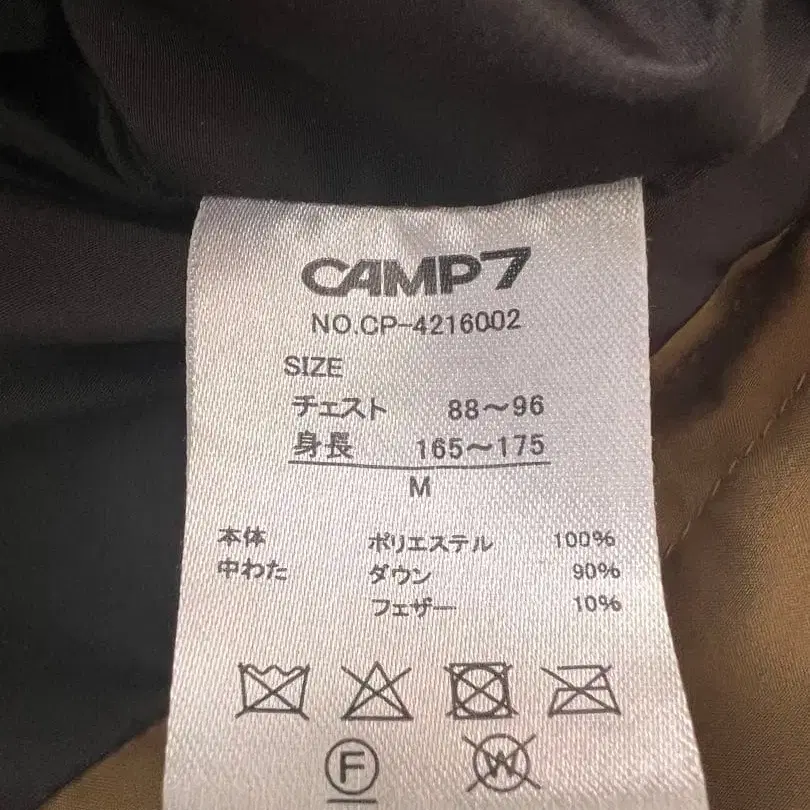 CAMP7
NO.CP-4216002
SIZE
チェスト 88〜96
身長 165〜175
M
本体 ポリエステル 100%
中わた ダウン 90%
フェザー 10%
F
W